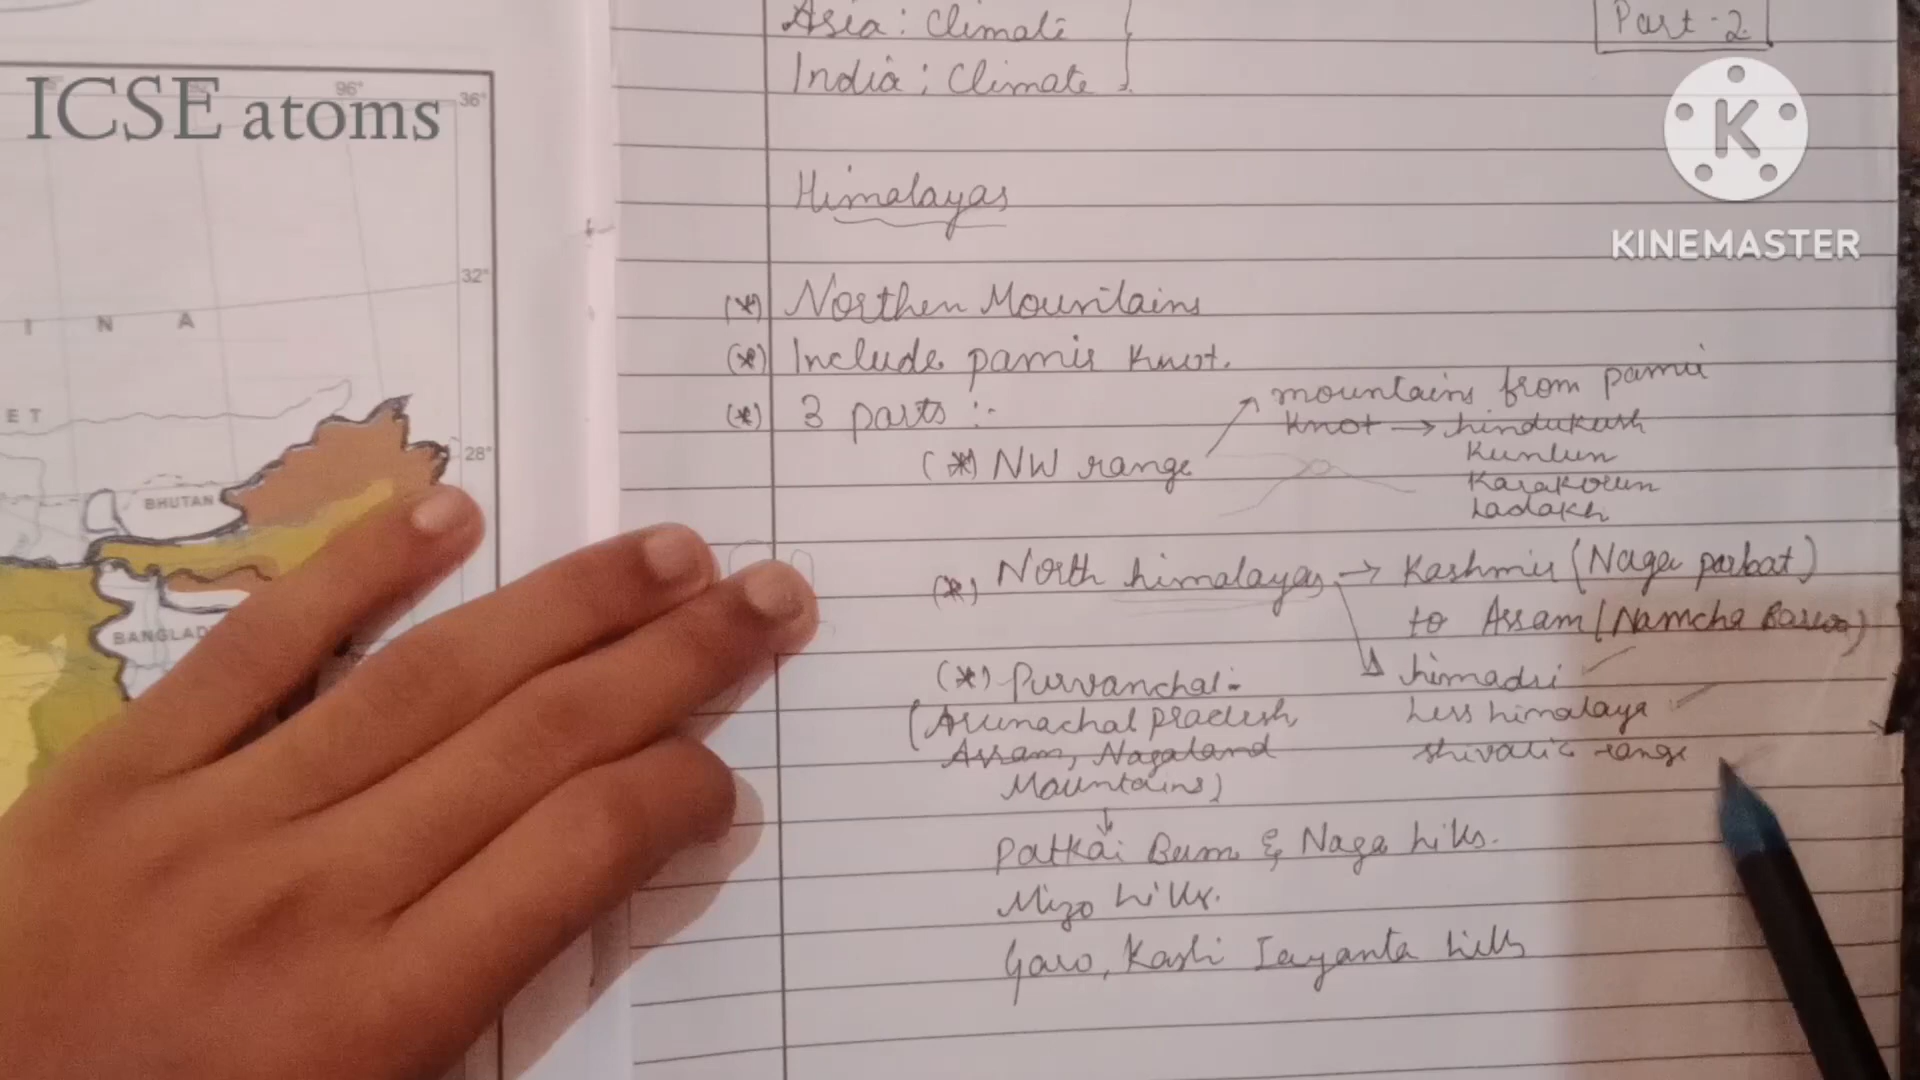 ICSE atoms
96°
36°
32°
I N A
E T
28°
BHUTAN
BANGLAD
Asia : Climate
India : Climate
Part - 2
KINEMASTER
Himalayas
(*) Northen Mountains
(*) Include pamir Knot.
(*) 3 parts :-
(*) NW range
mountains from pamir
Knot → hindukush
Kunlun
Karakorum
Ladakh
(*) North himalayas → Kashmir (Naga parbat)
to Assam (Namcha Barwa)
himadri
Less himalaya
shivalic range
(*) Purvanchal :-
(Arunachal pradesh,
Assam, Nagaland
Mountains)
↓
Patkai Bum & Naga hills.
Mizo hills.
Garo, Kashi Jayanta hills